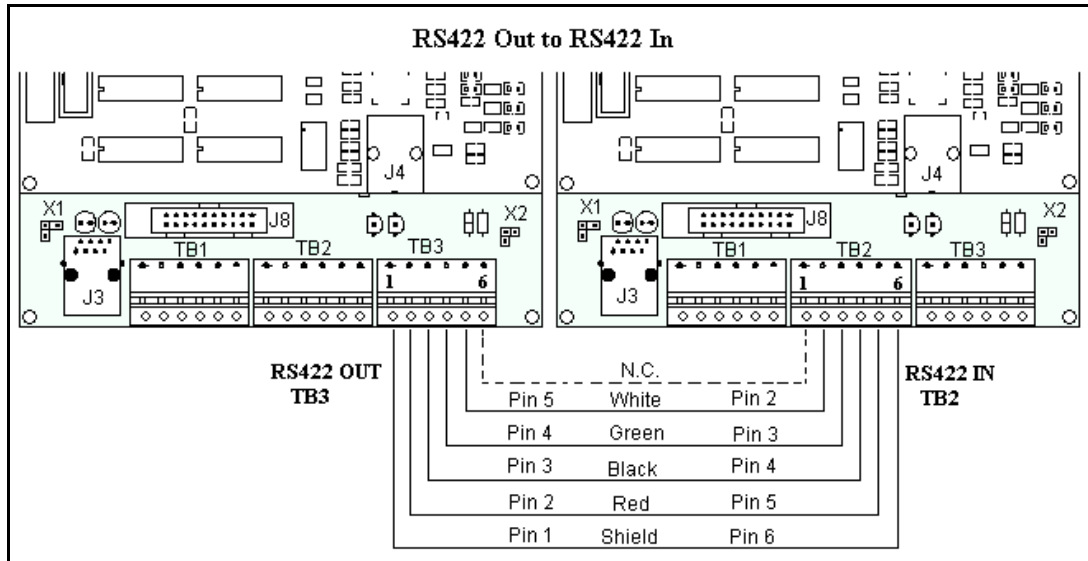 RS422 Out to RS422 In
J4 J4
X1 J8 X2 X1 J8 X2
TB1 TB2 TB3 TB1 TB2 TB3
J3 1 6 J3 1 6
RS422 OUT N.C. RS422 IN
TB3 TB2
Pin 5 White Pin 2
Pin 4 Green Pin 3
Pin 3 Black Pin 4
Pin 2 Red Pin 5
Pin 1 Shield Pin 6